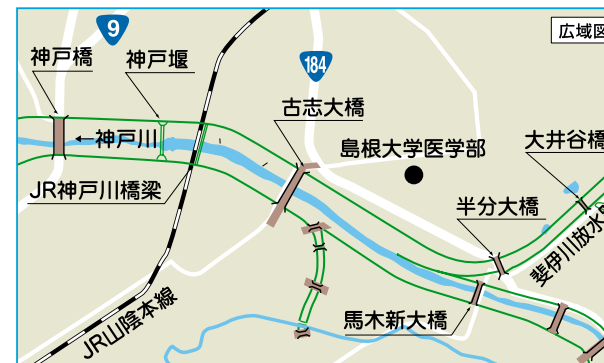 9
広域図
神戸橋
神戸堰
184
古志大橋
←神戸川
島根大学医学部
大井谷橋
JR神戸川橋梁
半分大橋
斐伊川放水
馬木新大橋
JR山陰本線